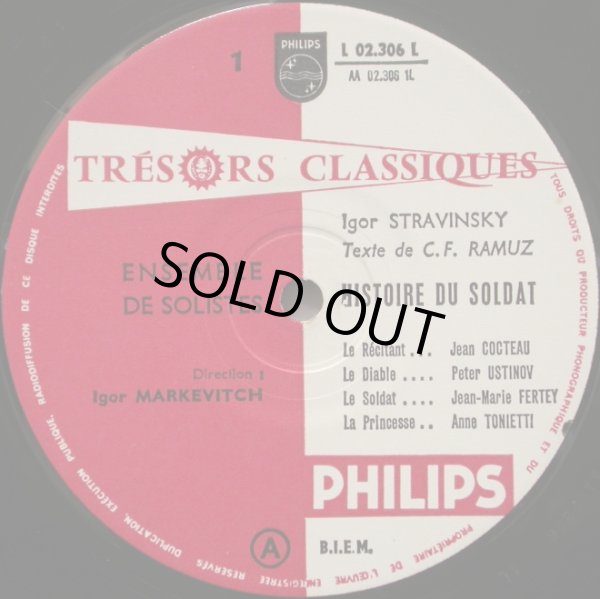 1
PHILIPS
L 02.306 L
AA 02.306 1L
TRÉSORS CLASSIQUES
Igor STRAVINSKY
Texte de C.F. RAMUZ
HISTOIRE DU SOLDAT
ENSEMBLE
DE SOLISTES
Direction :
Igor MARKEVITCH
SOLD OUT
Le Récitant ... Jean COCTEAU
Le Diable .... Peter USTINOV
Le Soldat .... Jean-Marie FERTEY
La Princesse .. Anne TONIETTI
PHILIPS
A
B.I.E.M.
TOUS DROITS DU PRODUCTEUR PHONOGRAPHIQUE ET DU PROPRIÉTAIRE DE L'ŒUVRE ENREGISTRÉE RÉSERVÉS
DUPLICATION, EXÉCUTION PUBLIQUE, RADIODIFFUSION DE CE DISQUE INTERDITES